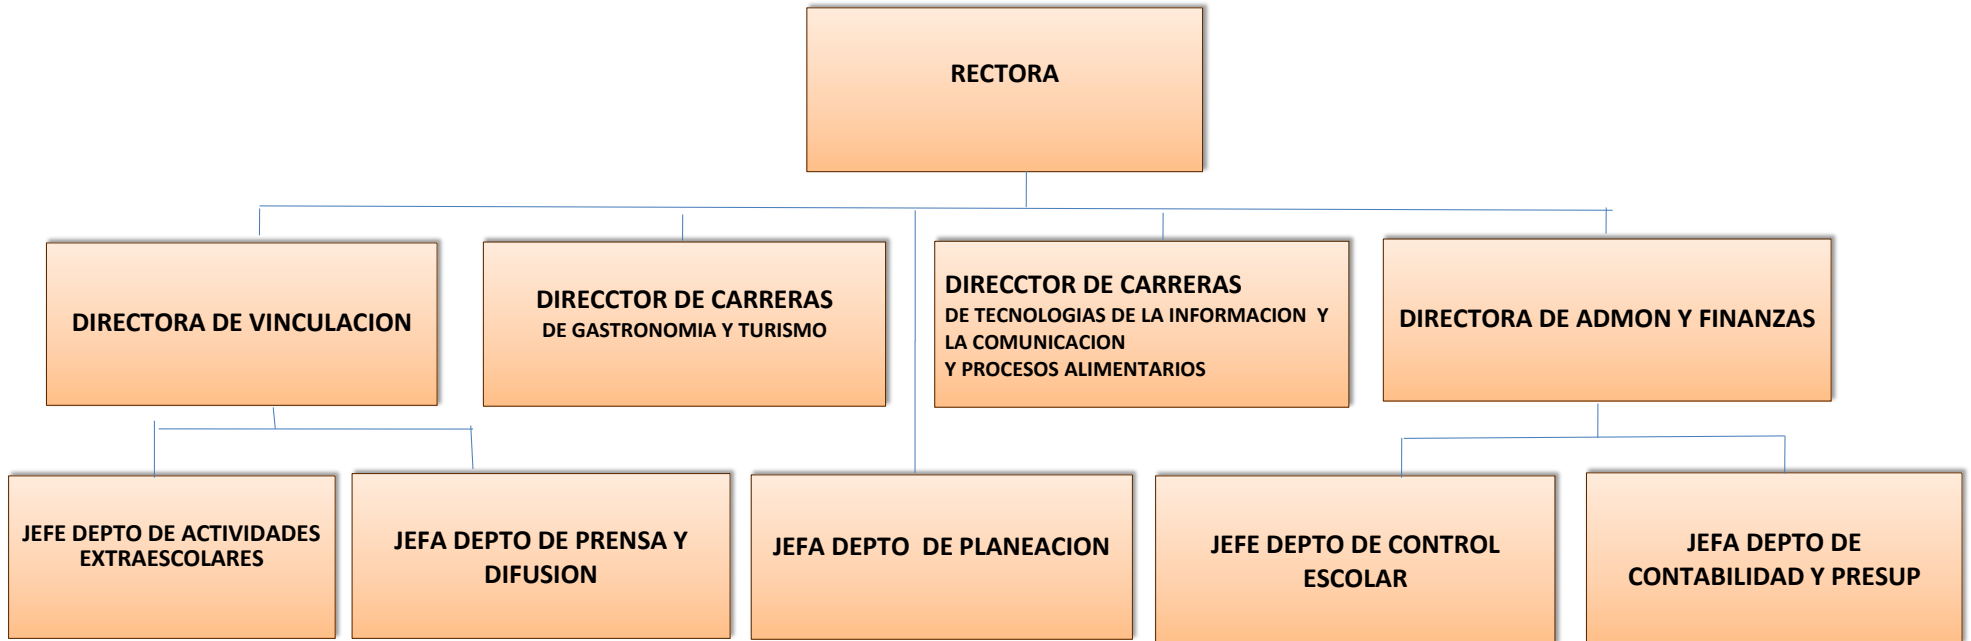 RECTORA
DIRECTORA DE VINCULACION
DIRECCTOR DE CARRERAS
DE GASTRONOMIA Y TURISMO
DIRECCTOR DE CARRERAS
DE TECNOLOGIAS DE LA INFORMACION Y
LA COMUNICACION
Y PROCESOS ALIMENTARIOS
DIRECTORA DE ADMON Y FINANZAS
JEFE DEPTO DE ACTIVIDADES
EXTRAESCOLARES
JEFA DEPTO DE PRENSA Y
DIFUSION
JEFA DEPTO DE PLANEACION
JEFE DEPTO DE CONTROL
ESCOLAR
JEFA DEPTO DE
CONTABILIDAD Y PRESUP